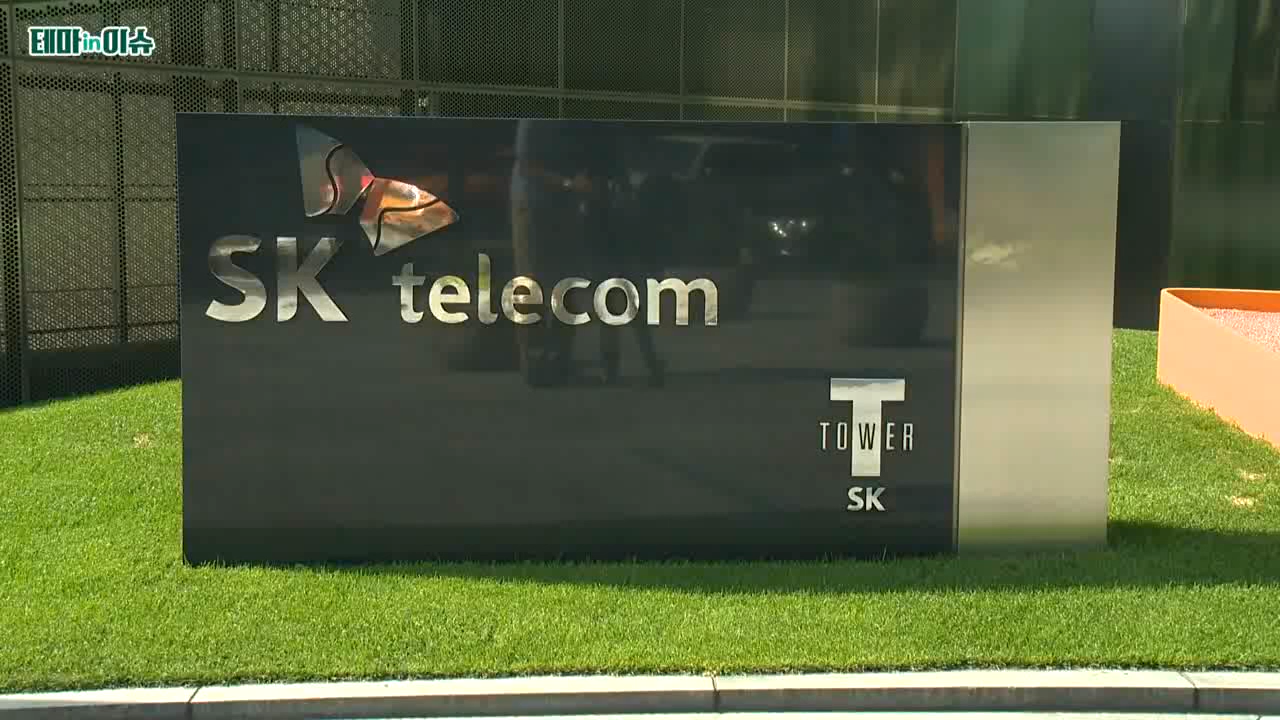 테마in이슈
SK telecom
T
TOWER
SK